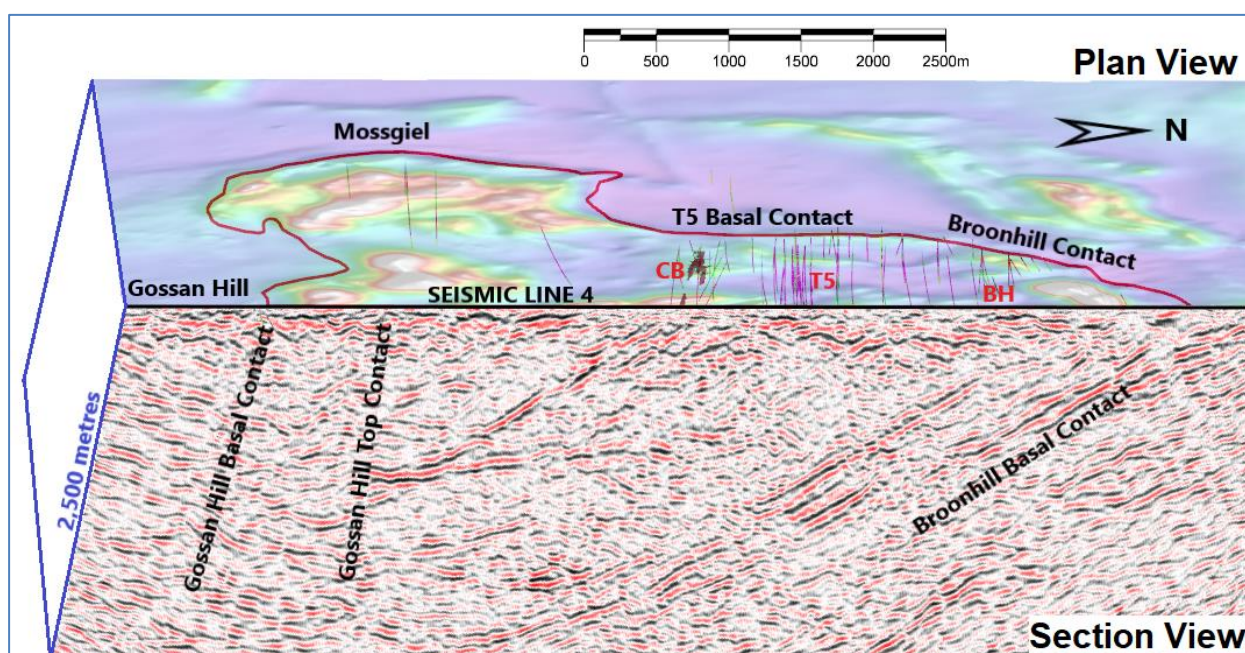 0 500 1000 1500 2000 2500m
Plan View
Mossgiel
N
T5 Basal Contact
Broonhill Contact
CB
T5
BH
Gossan Hill
SEISMIC LINE 4
2,500 metres
Gossan Hill Basal Contact
Gossan Hill Top Contact
Broonhill Basal Contact
Section View